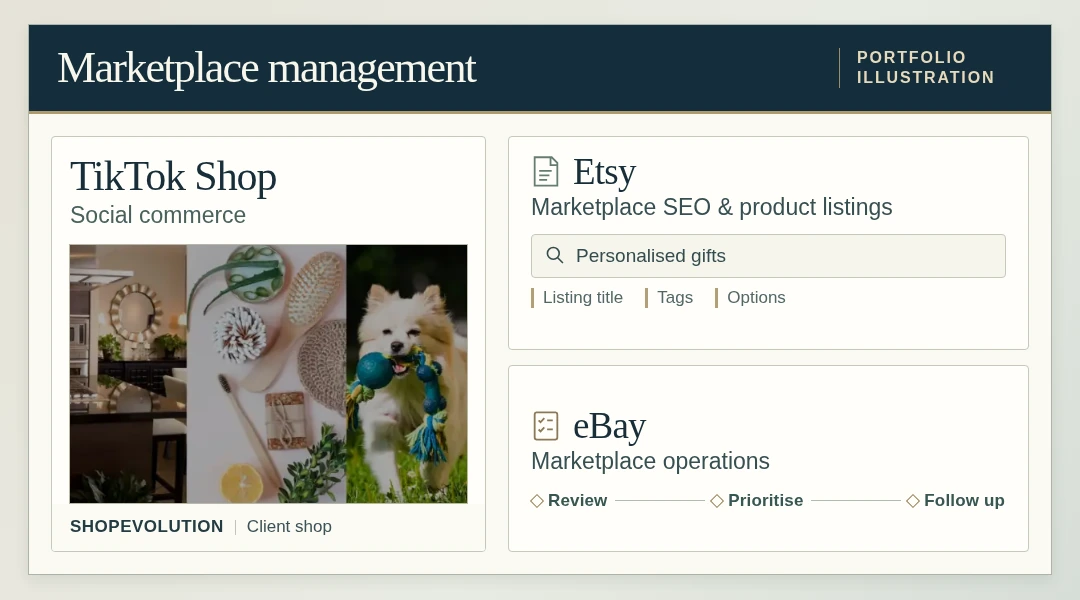 Marketplace management
PORTFOLIO
ILLUSTRATION
TikTok Shop
Social commerce
SHOPEVOLUTION | Client shop
Etsy
Marketplace SEO & product listings
Personalised gifts
Listing title Tags Options
eBay
Marketplace operations
Review Prioritise Follow up